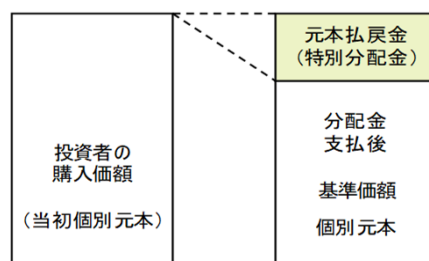 投資者の
購入価額
（当初個別元本）
元本払戻金
（特別分配金）
分配金
支払後
基準価額
個別元本